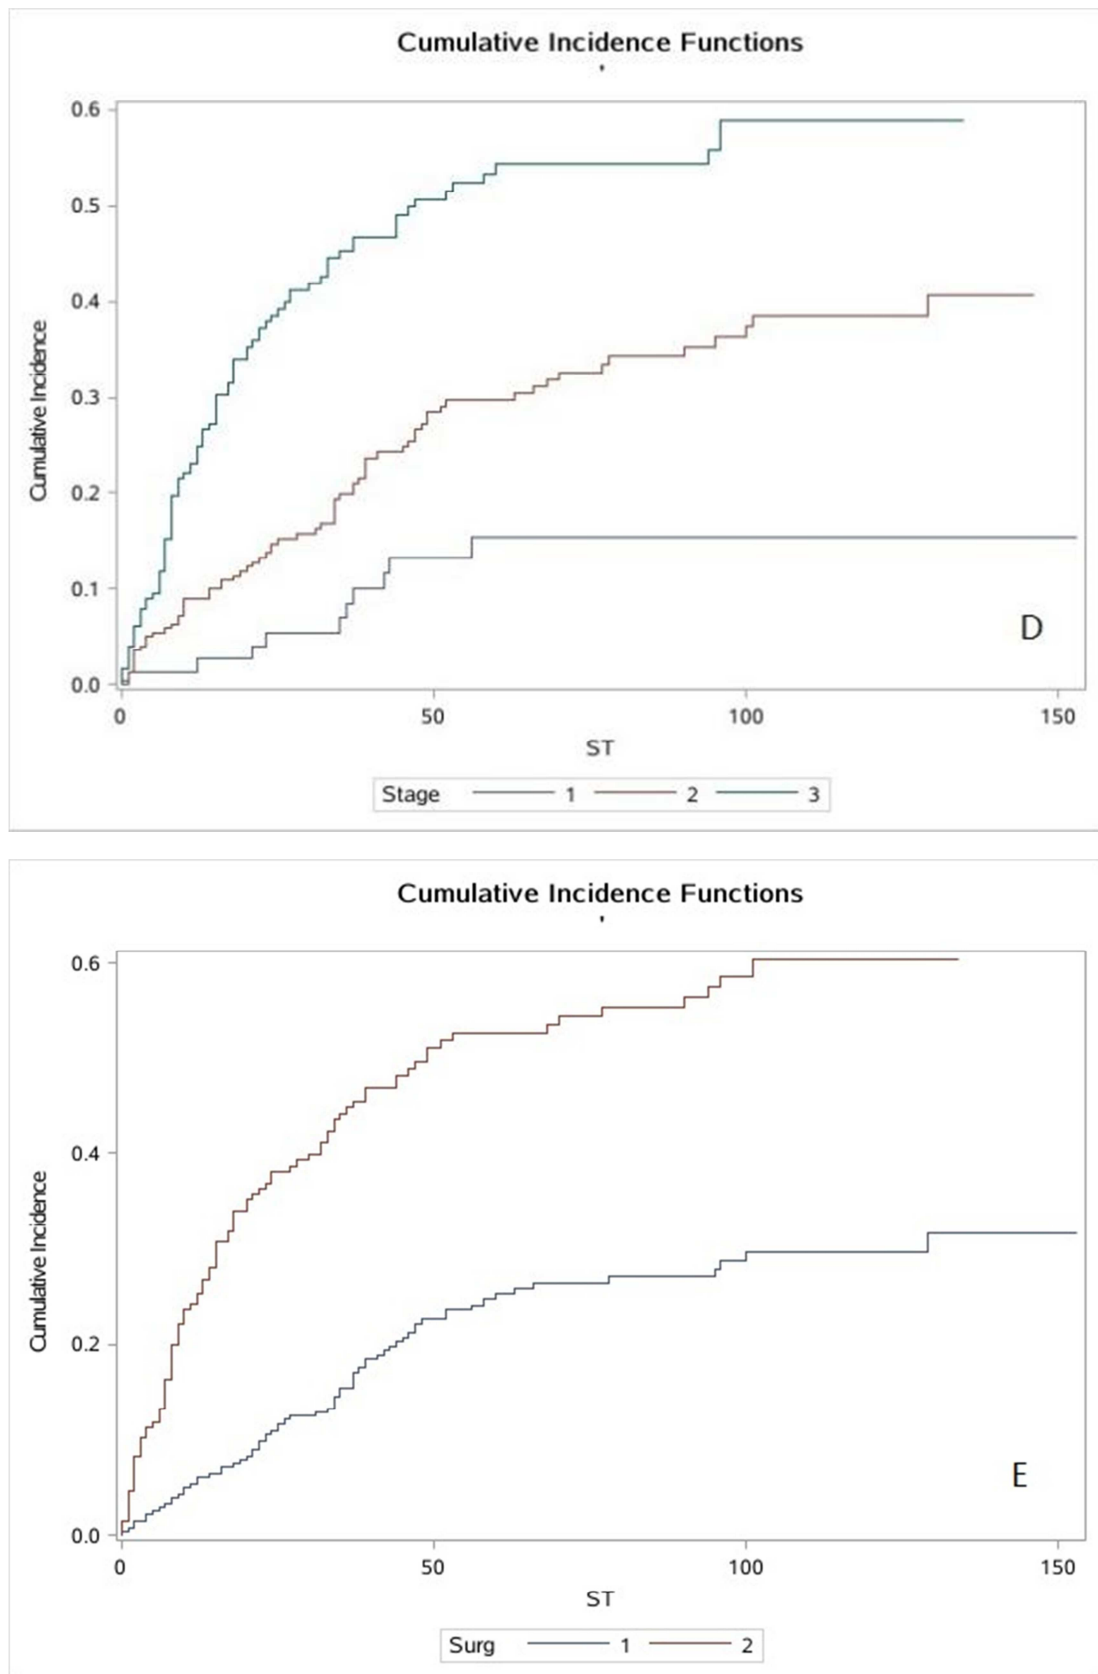 Cumulative Incidence Functions
0.6
0.5
0.4
0.3
0.2
0.1
0.0
Cumulative Incidence
D
0 50 100 150
ST
Stage 1 2 3
Cumulative Incidence Functions
0.6
0.4
0.2
0.0
Cumulative Incidence
E
0 50 100 150
ST
Surg 1 2